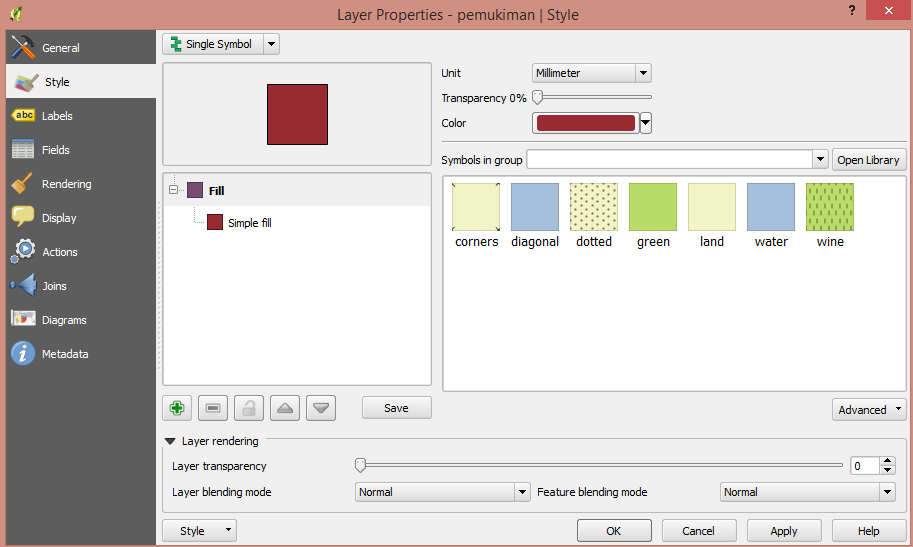 Layer Properties - pemukiman | Style
?
General
Style
Labels
Fields
Rendering
Display
Actions
Joins
Diagrams
Metadata
abc
Single Symbol
Unit
Millimeter
Transparency 0%
Color
Symbols in group
Open Library
Fill
Simple fill
corners diagonal dotted green land water wine
Save
Advanced
Layer rendering
Layer transparency
0
Layer blending mode
Normal
Feature blending mode
Normal
Style
OK
Cancel
Apply
Help